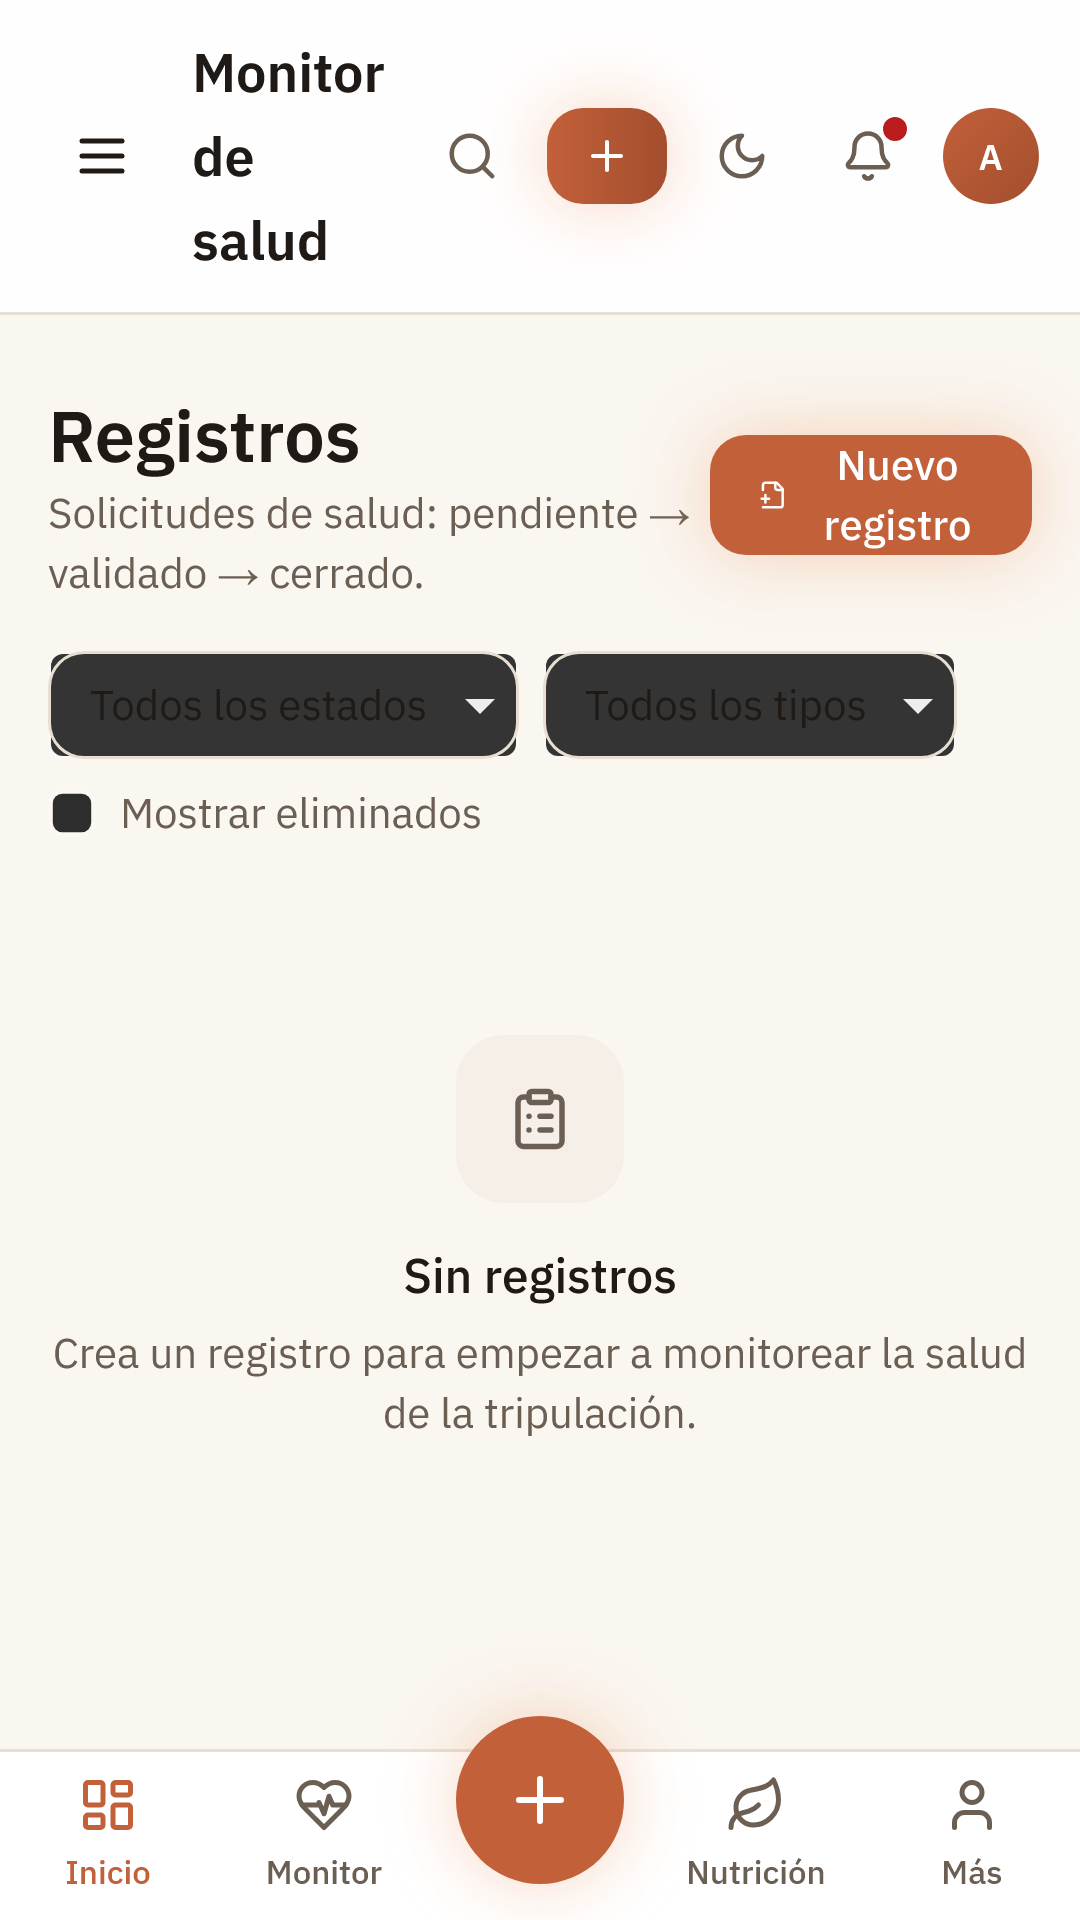 Monitor
de
salud
A
Registros
Solicitudes de salud: pendiente →
validado → cerrado.
Nuevo
registro
Todos los estados
Todos los tipos
Mostrar eliminados
Sin registros
Crea un registro para empezar a monitorear la salud
de la tripulación.
Inicio
Monitor
Nutrición
Más